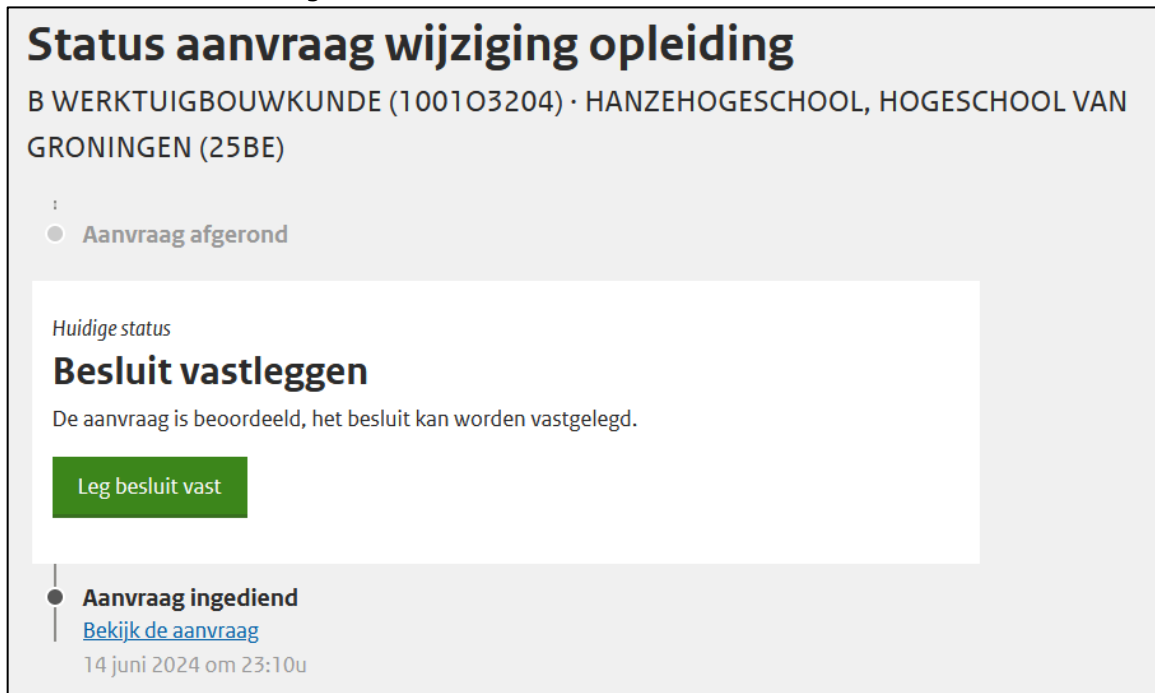 Status aanvraag wijziging opleiding
B WERKTUIGBOUWKUNDE (1001O3204) · HANZEHOGESCHOOL, HOGESCHOOL VAN
GRONINGEN (25BE)
Aanvraag afgerond
Huidige status
Besluit vastleggen
De aanvraag is beoordeeld, het besluit kan worden vastgelegd.
Leg besluit vast
Aanvraag ingediend
Bekijk de aanvraag
14 juni 2024 om 23:10u